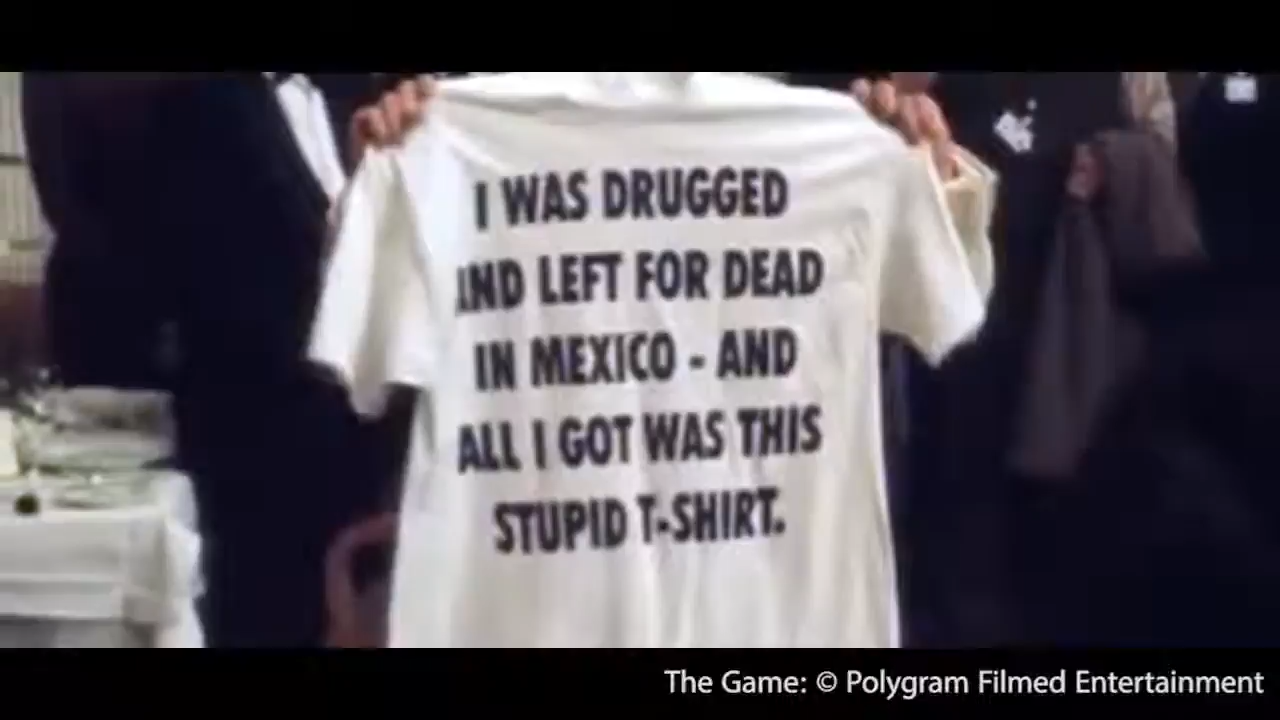 I WAS DRUGGED
AND LEFT FOR DEAD
IN MEXICO - AND
ALL I GOT WAS THIS
STUPID T-SHIRT.
The Game: © Polygram Filmed Entertainment